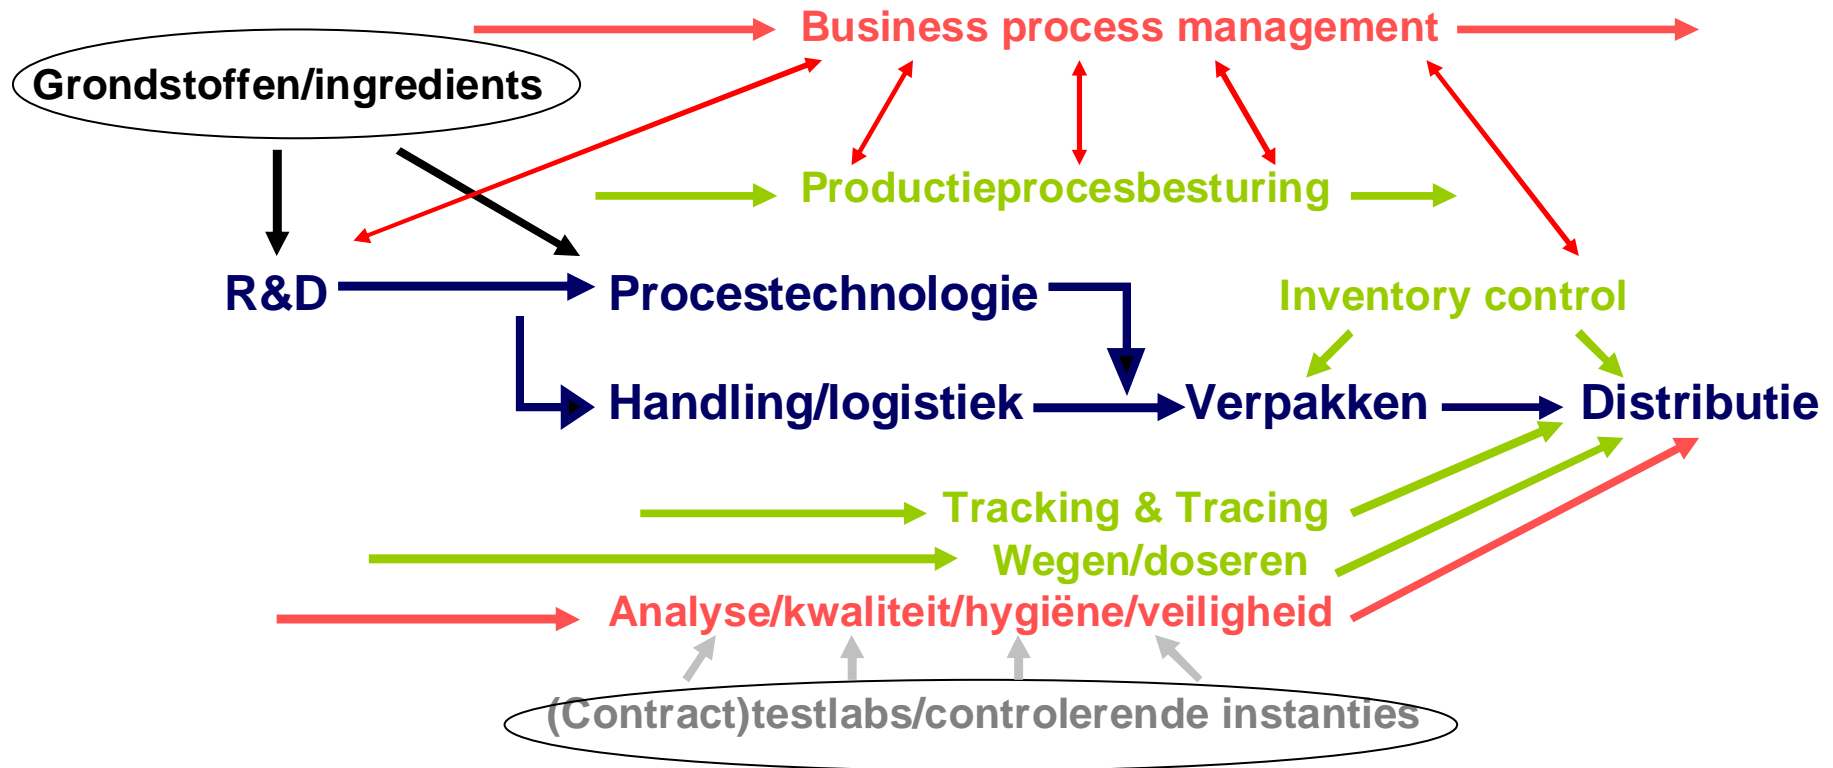 Business process management
Grondstoffen/ingredients
Productieprocesbesturing
R&D
Procestechnologie
Inventory control
Handling/logistiek
Verpakken
Distributie
Tracking & Tracing
Wegen/doseren
Analyse/kwaliteit/hygiëne/veiligheid
(Contract)testlabs/controlerende instanties